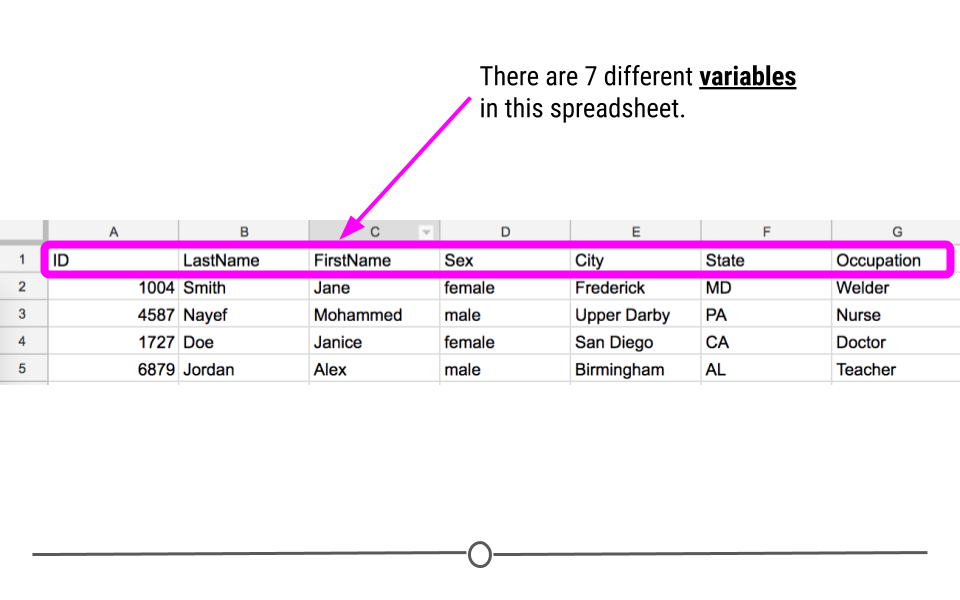 There are 7 different variables
in this spreadsheet.
A B C D E F G
1 ID LastName FirstName Sex City State Occupation
2 1004 Smith Jane female Frederick MD Welder
3 4587 Nayef Mohammed male Upper Darby PA Nurse
4 1727 Doe Janice female San Diego CA Doctor
5 6879 Jordan Alex male Birmingham AL Teacher